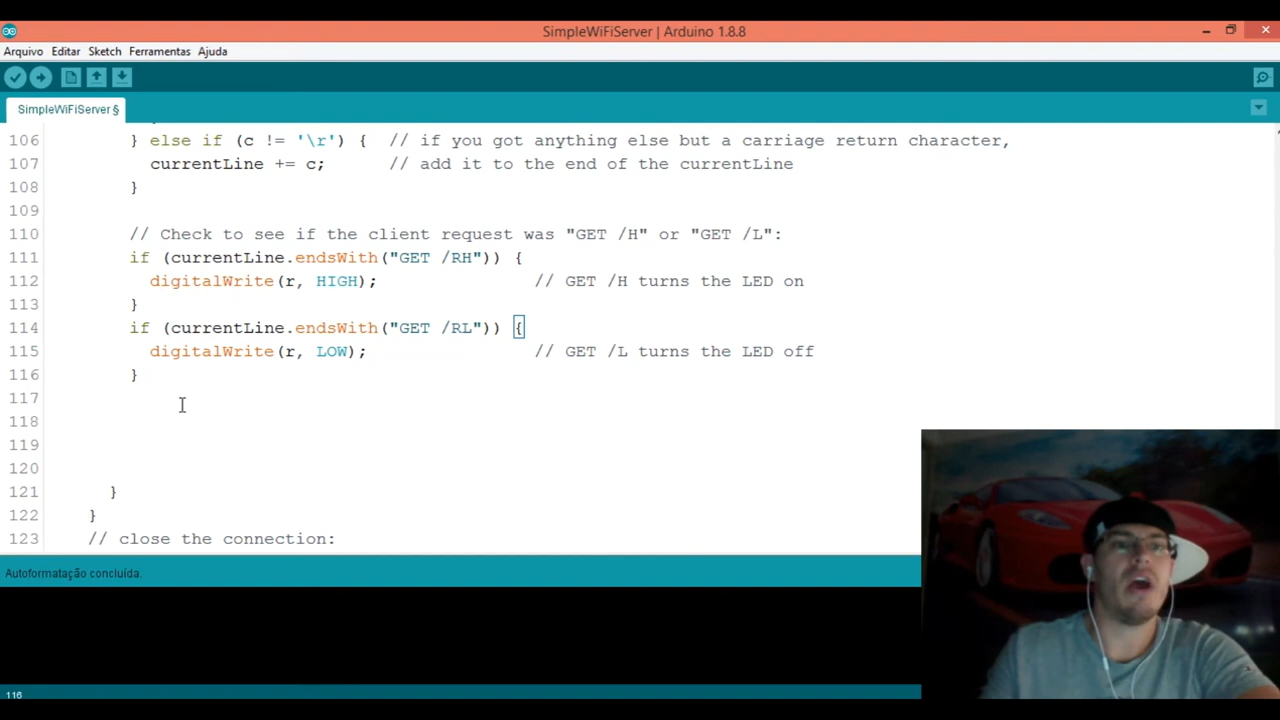 SimpleWiFiServer | Arduino 1.8.8
Arquivo Editar Sketch Ferramentas Ajuda
SimpleWiFiServer §
106 } else if (c != '\r') { // if you got anything else but a carriage return character,
107 currentLine += c; // add it to the end of the currentLine
108 }
109
110 // Check to see if the client request was "GET /H" or "GET /L":
111 if (currentLine.endsWith("GET /RH")) {
112 digitalWrite(r, HIGH); // GET /H turns the LED on
113 }
114 if (currentLine.endsWith("GET /RL")) {
115 digitalWrite(r, LOW); // GET /L turns the LED off
116 }
117
118
119
120
121 }
122 }
123 // close the connection:
Autoformatação concluída.
116